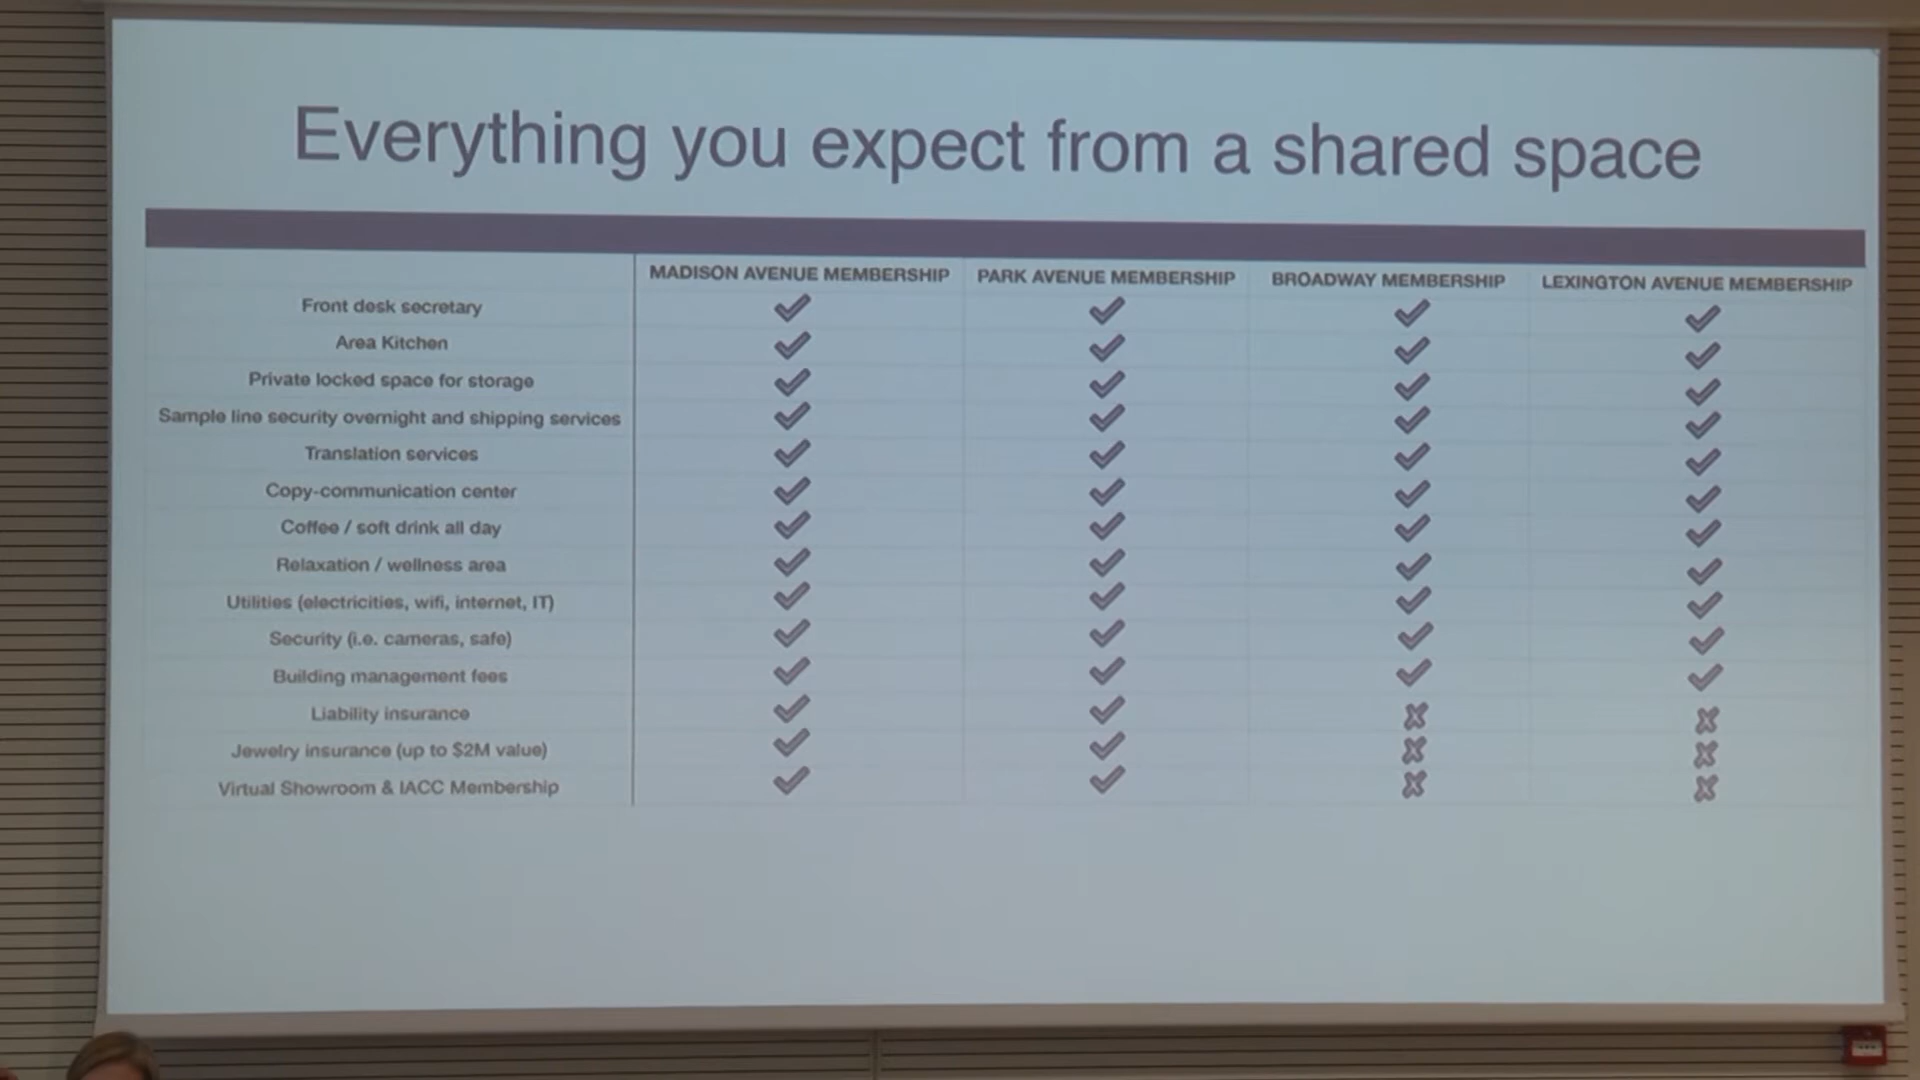 Everything you expect from a shared space
MADISON AVENUE MEMBERSHIP PARK AVENUE MEMBERSHIP BROADWAY MEMBERSHIP LEXINGTON AVENUE MEMBERSHIP
Front desk secretary
Area Kitchen
Private locked space for storage
Sample line security overnight and shipping services
Translation services
Copy-communication center
Coffee / soft drink all day
Relaxation / wellness area
Utilities (electricities, wifi, internet, IT)
Security (i.e. cameras, safe)
Building management fees
Liability insurance
Jewelry insurance (up to $2M value)
Virtual Showroom & IACC Membership